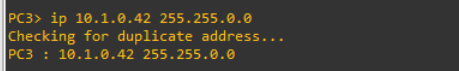 PC3> ip 10.1.0.42 255.255.0.0
Checking for duplicate address...
PC3 : 10.1.0.42 255.255.0.0